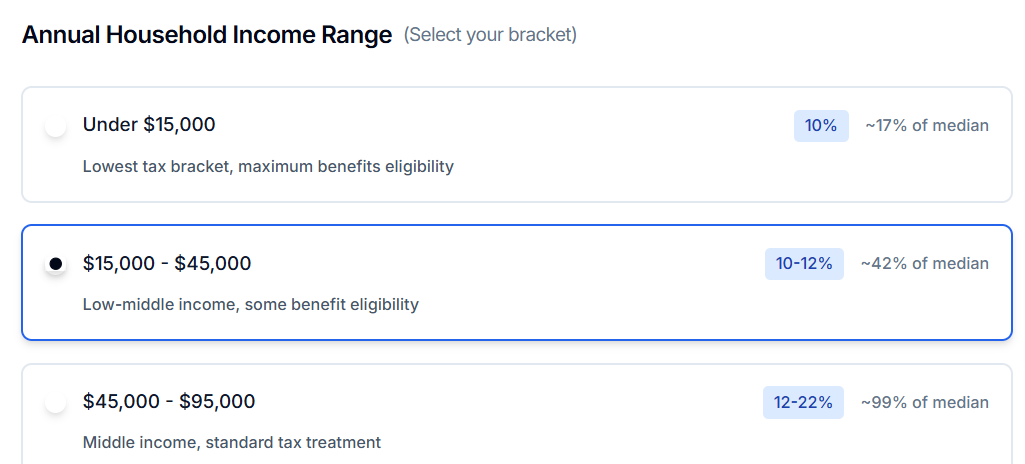 Annual Household Income Range (Select your bracket)
Under $15,000 10% ~17% of median
Lowest tax bracket, maximum benefits eligibility
$15,000 - $45,000 10-12% ~42% of median
Low-middle income, some benefit eligibility
$45,000 - $95,000 12-22% ~99% of median
Middle income, standard tax treatment